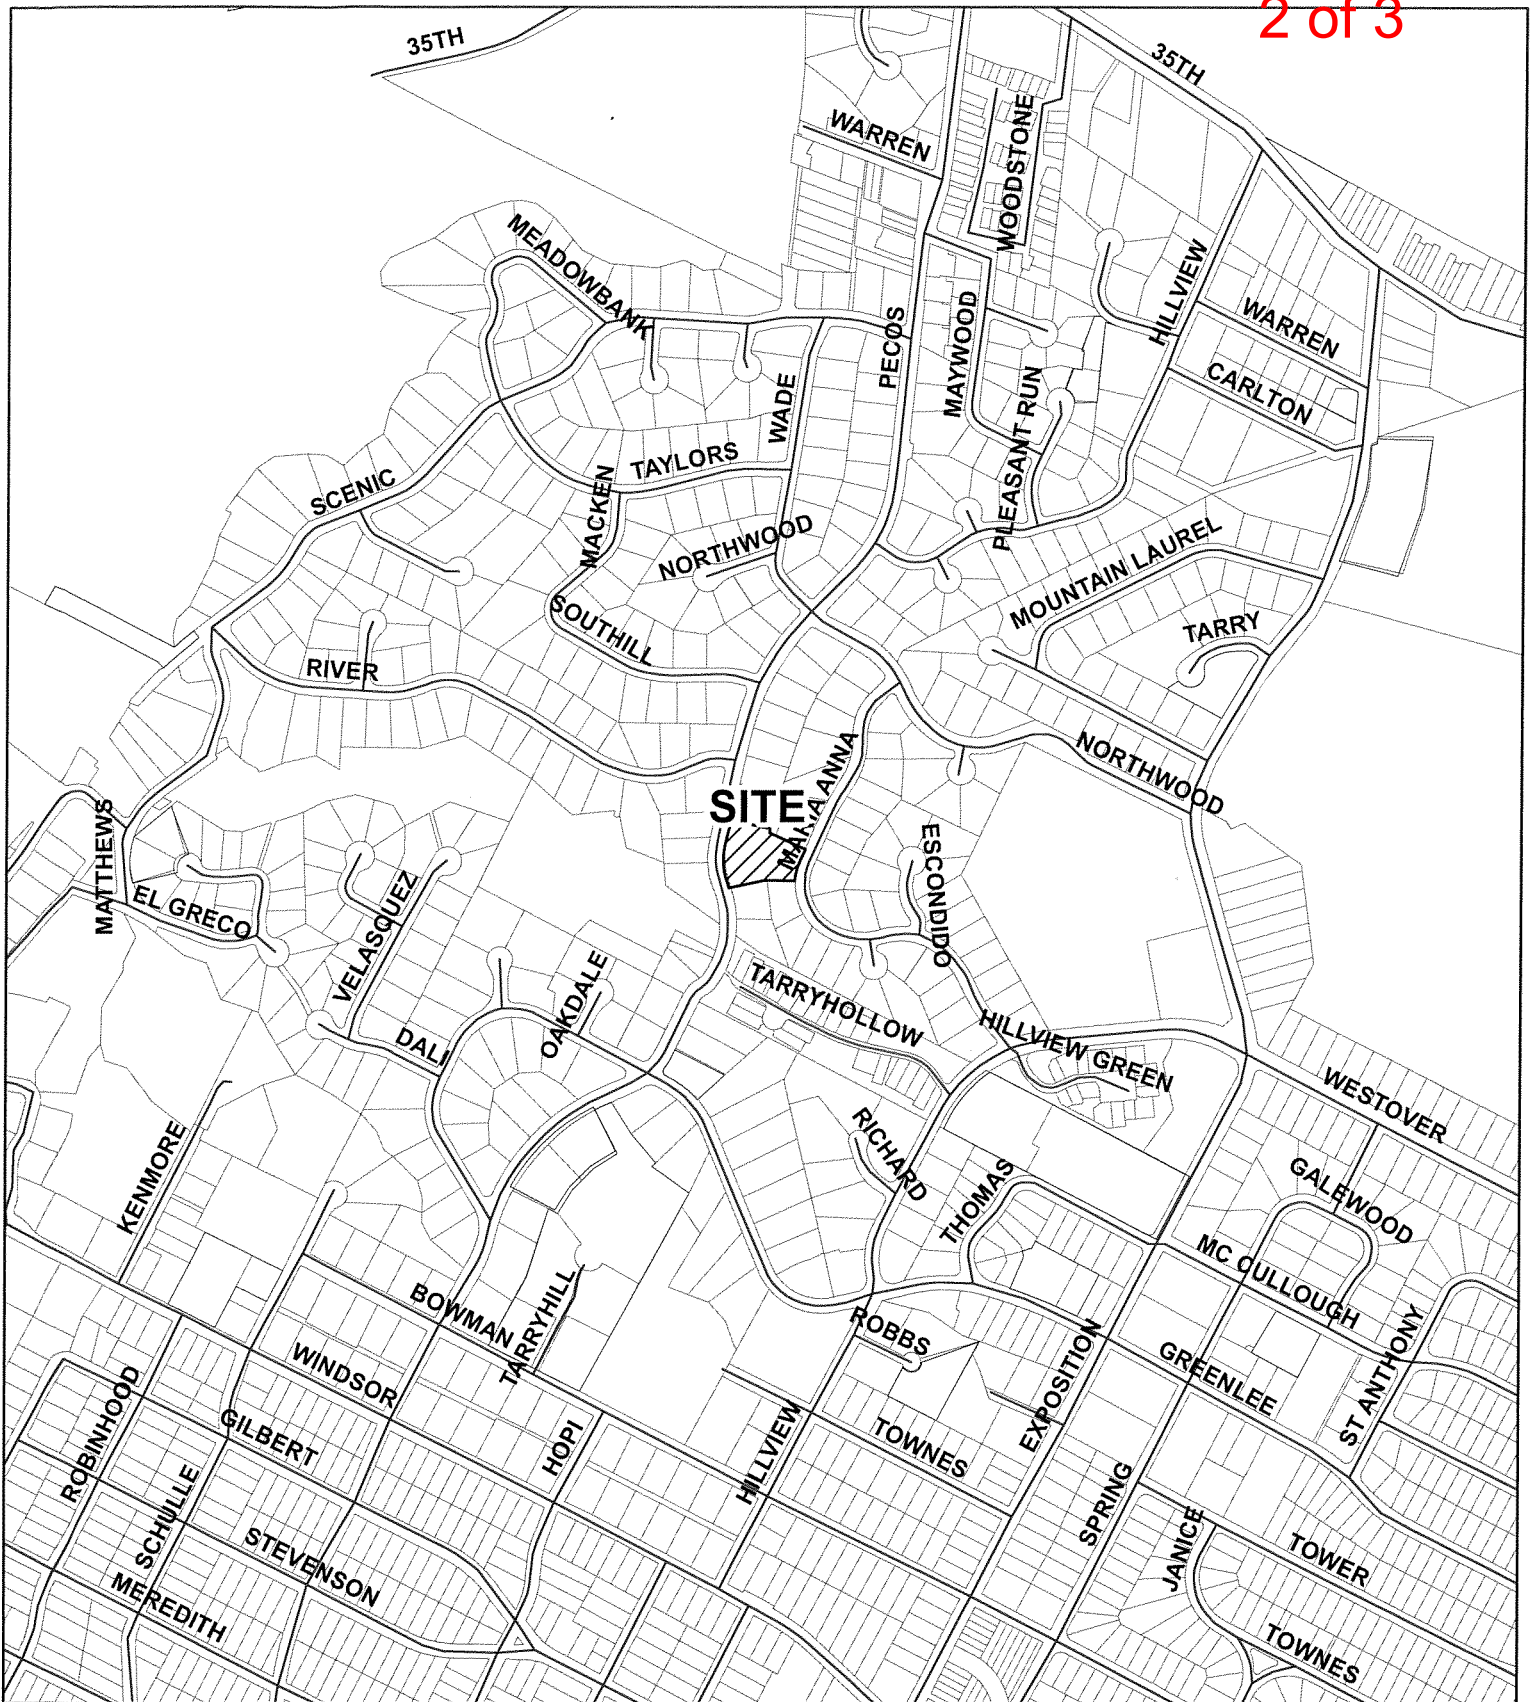 2 of 3
35TH
35TH
WARREN
WOODSTONE
MEADOWBANK
HILLVIEW
WARREN
PECOS
MAYWOOD
CARLTON
WADE
PLEASANT RUN
TAYLORS
SCENIC
MACKEN
NORTHWOOD
MOUNTAIN LAUREL
SOUTHILL
TARRY
RIVER
NORTHWOOD
MARIA ANNA
SITE
MATTHEWS
ESCONDIDO
EL GRECO
VELASQUEZ
OAKDALE
TARRYHOLLOW
DALI
HILLVIEW GREEN
WESTOVER
RICHARD
KENMORE
THOMAS
GALEWOOD
MC CULLOUGH
BOWMAN
TARRYHILL
ROBBS
WINDSOR
EXPOSITION
GREENLEE
ST ANTHONY
ROBINHOOD
GILBERT
HOPI
HILLVIEW
TOWNES
SPRING
SCHULLE
JANICE
STEVENSON
TOWER
MEREDITH
TOWNES